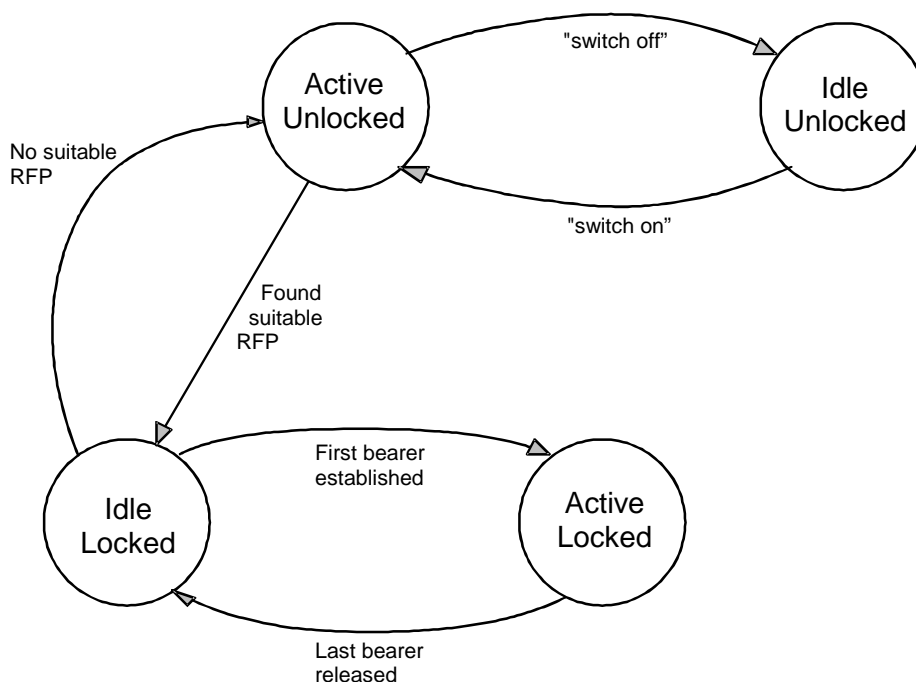 "switch off”
Active
Unlocked
Idle
Unlocked
No suitable
RFP
"switch on”
Found
suitable
RFP
First bearer
established
Idle
Locked
Active
Locked
Last bearer
released